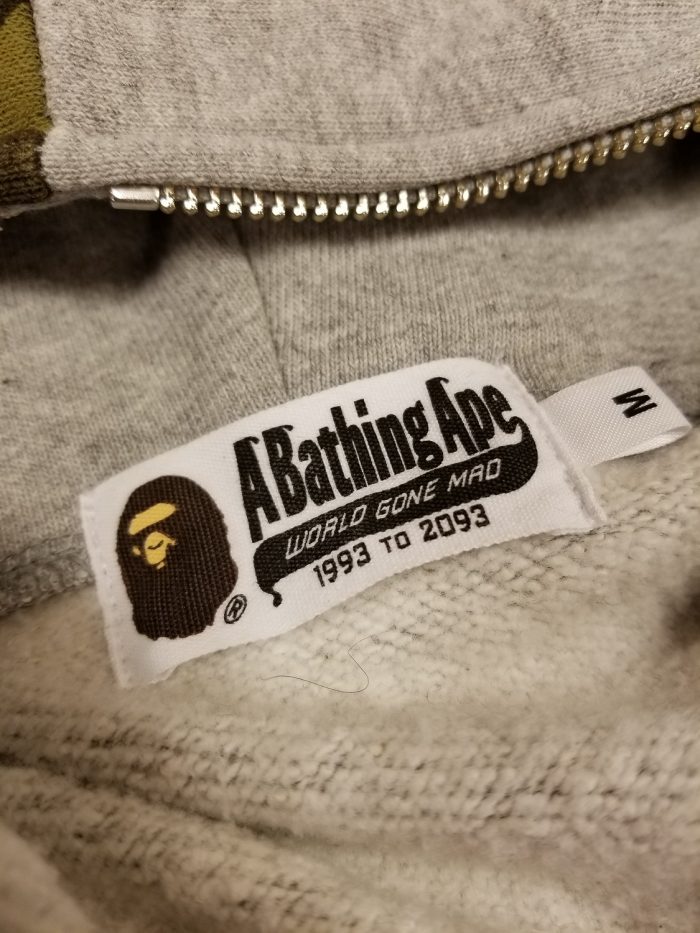 A Bathing Ape
WORLD GONE MAD
1993 TO 2093
®
M